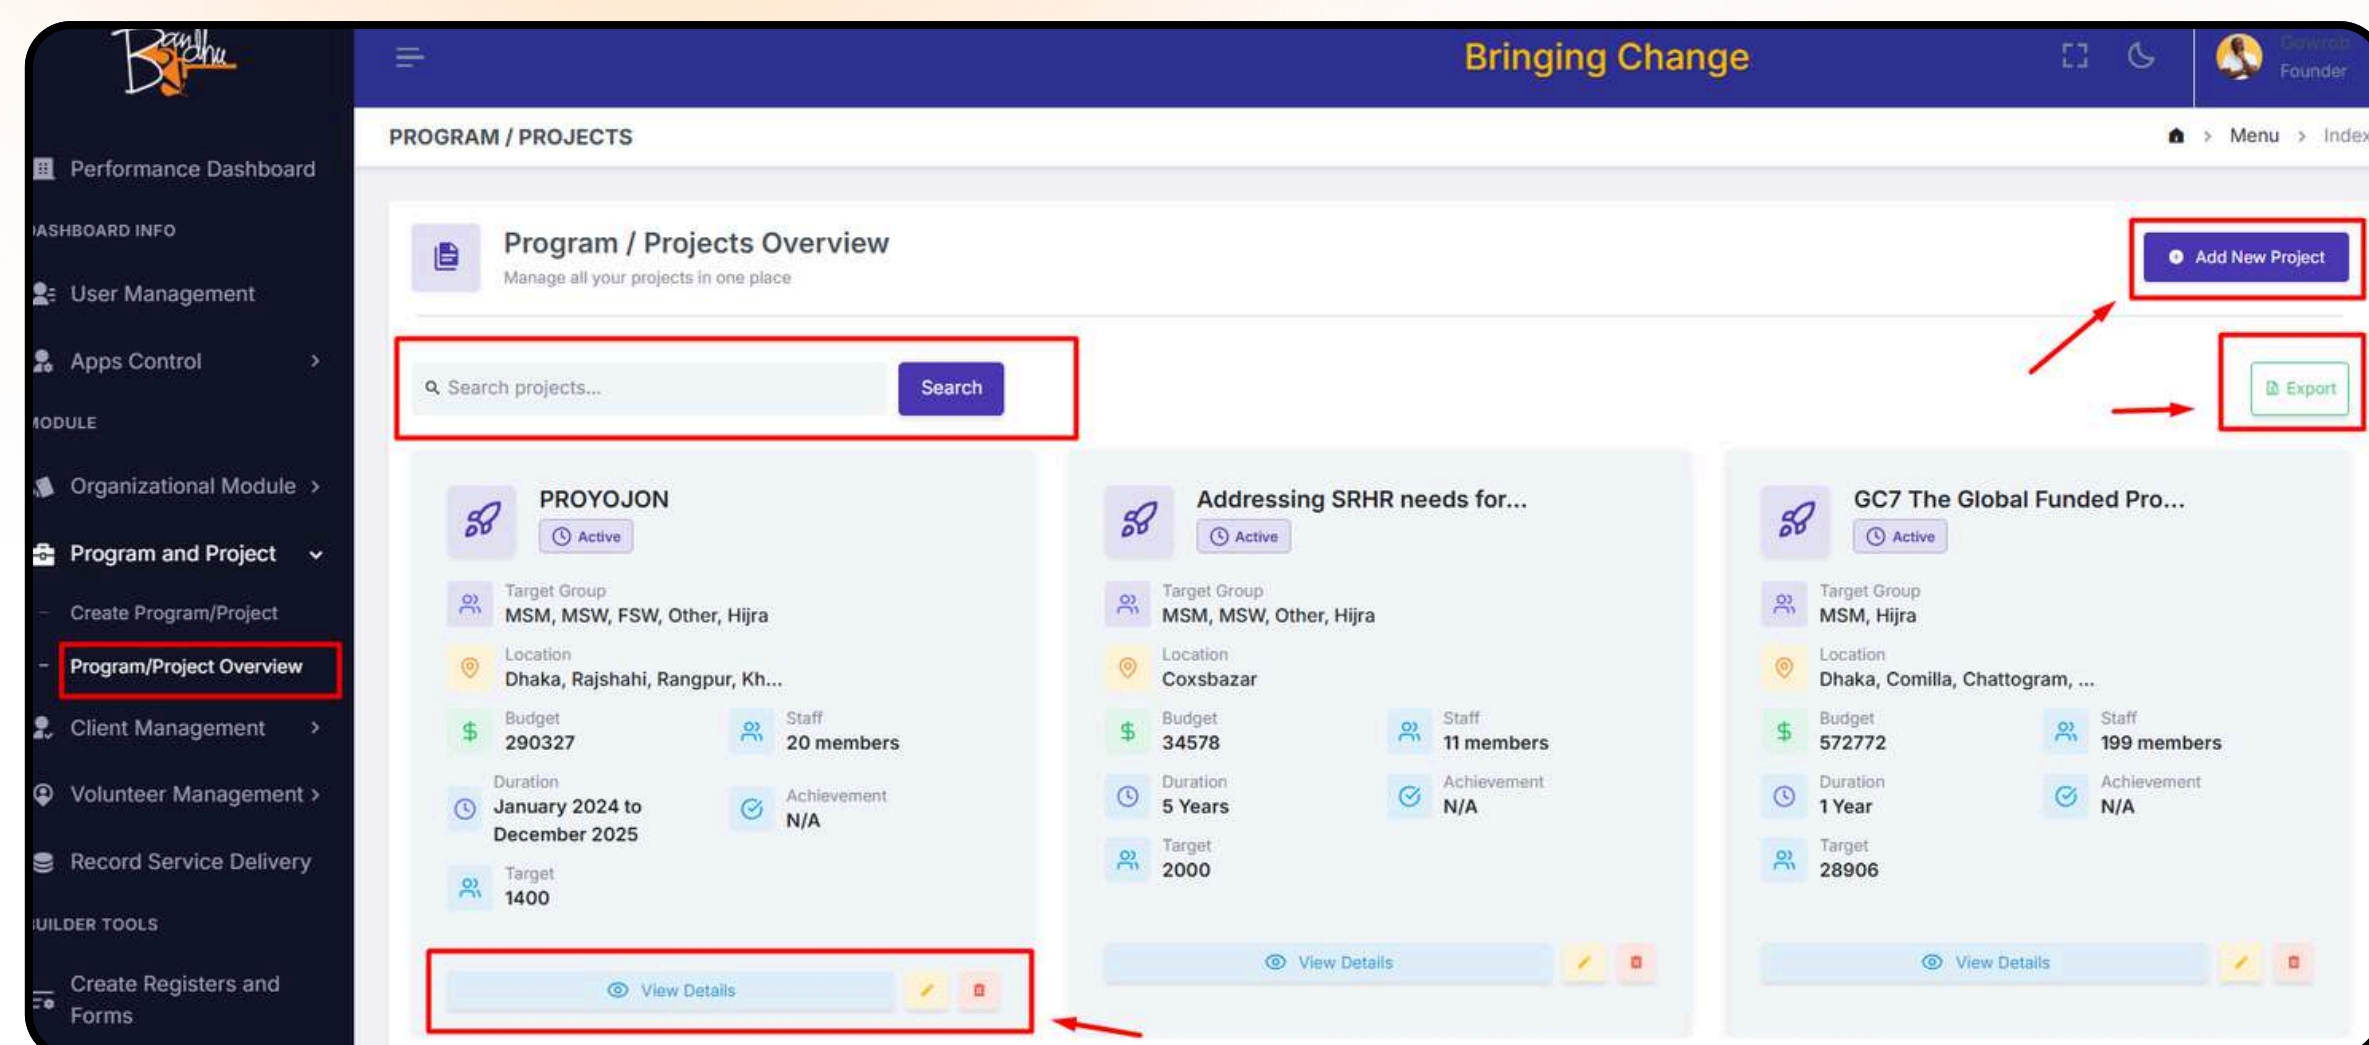 Bandhu
Bringing Change
Gowrob
Founder
PROGRAM / PROJECTS
Menu > Index
Performance Dashboard
DASHBOARD INFO
User Management
Apps Control >
MODULE
Organizational Module >
Program and Project
- Create Program/Project
- Program/Project Overview
Client Management >
Volunteer Management >
Record Service Delivery
BUILDER TOOLS
Create Registers and
Forms
Program / Projects Overview
Manage all your projects in one place
Add New Project
Search projects...
Search
Export
PROYOJON
Active
Target Group
MSM, MSW, FSW, Other, Hijra
Location
Dhaka, Rajshahi, Rangpur, Kh...
Budget
290327
Staff
20 members
Duration
January 2024 to
December 2025
Achievement
N/A
Target
1400
View Details
Addressing SRHR needs for...
Active
Target Group
MSM, MSW, Other, Hijra
Location
Coxsbazar
Budget
34578
Staff
11 members
Duration
5 Years
Achievement
N/A
Target
2000
View Details
GC7 The Global Funded Pro...
Active
Target Group
MSM, Hijra
Location
Dhaka, Comilla, Chattogram, ...
Budget
572772
Staff
199 members
Duration
1 Year
Achievement
N/A
Target
28906
View Details